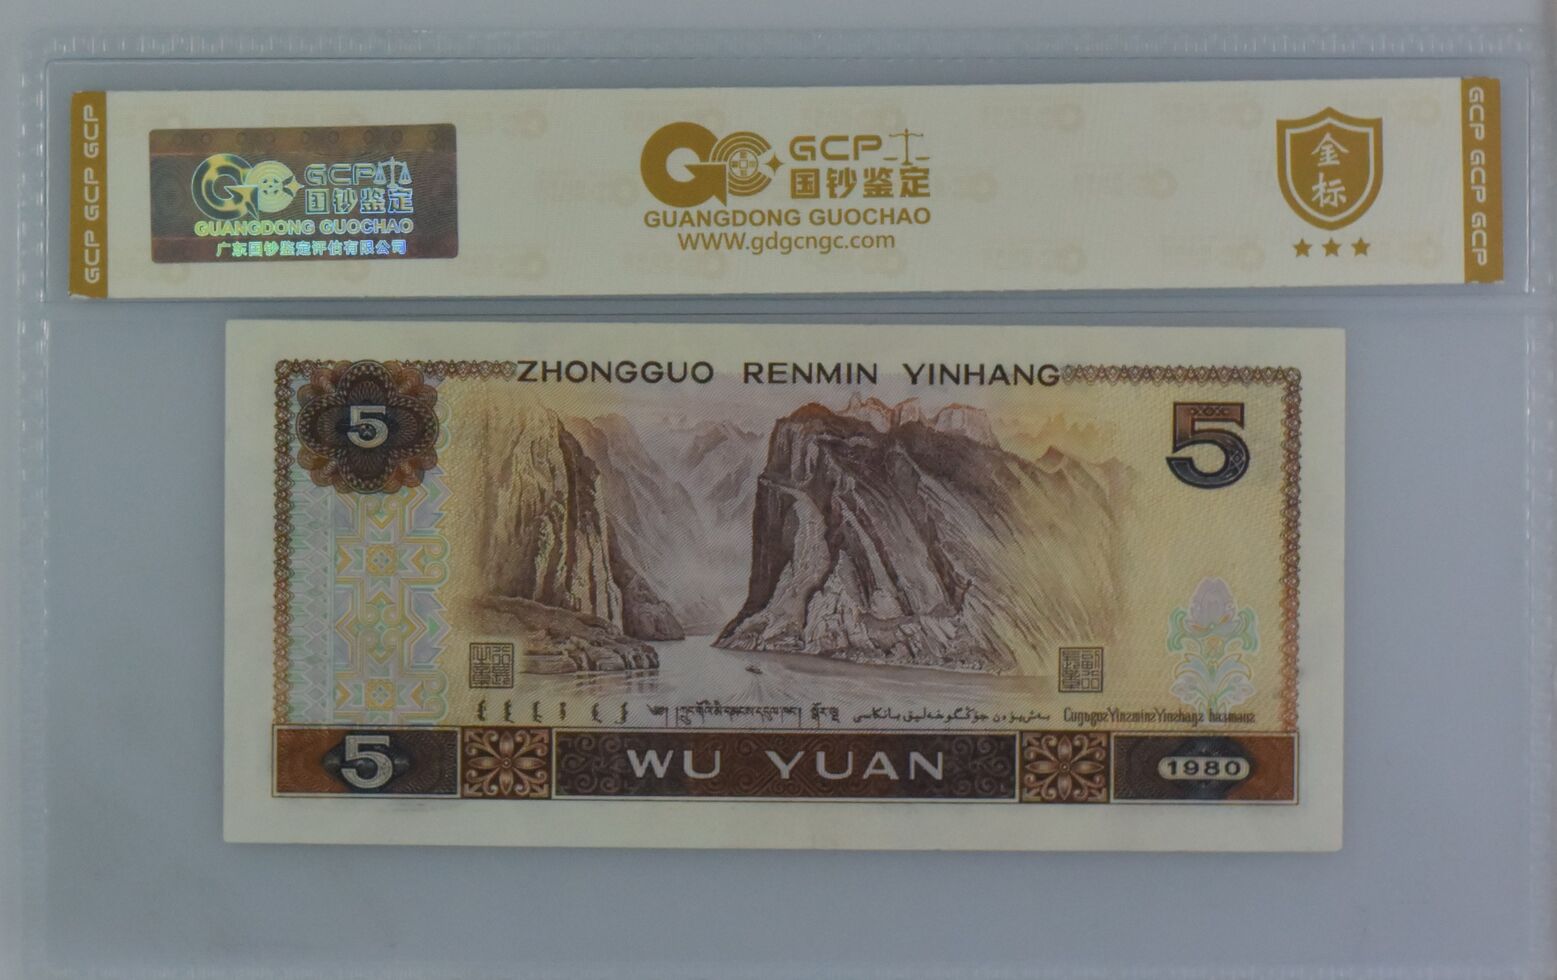 GCP GCP GCP
GCP
国钞鉴定
GUANGDONG GUOCHAO
广东国钞鉴定评估有限公司
GCP
国钞鉴定
GUANGDONG GUOCHAO
WWW.gdgcngc.com
金标
GCP GCP GCP
ZHONGGUO RENMIN YINHANG
5
5
5
WU YUAN
1980